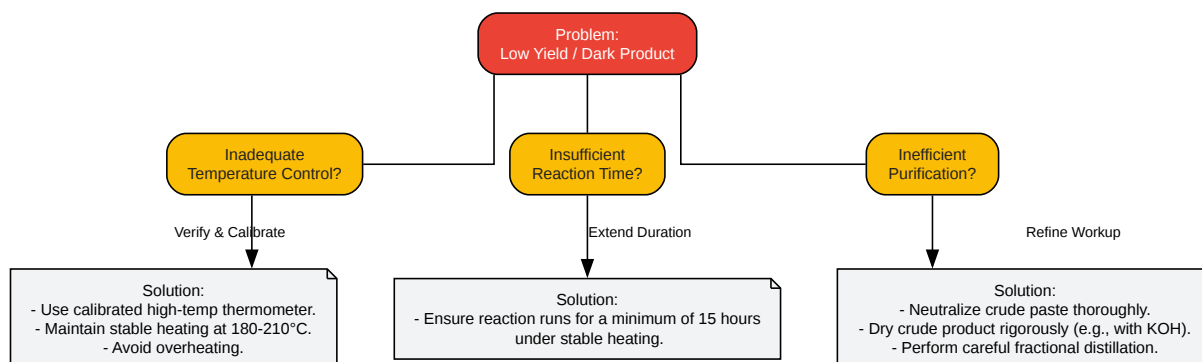 Problem:
Low Yield / Dark Product
Inadequate
Temperature Control?
Insufficient
Reaction Time?
Inefficient
Purification?
Verify & Calibrate
Extend Duration
Refine Workup
Solution:
- Use calibrated high-temp thermometer.
- Maintain stable heating at 180-210°C.
- Avoid overheating.
Solution:
- Ensure reaction runs for a minimum of 15 hours
under stable heating.
Solution:
- Neutralize crude paste thoroughly.
- Dry crude product rigorously (e.g., with KOH).
- Perform careful fractional distillation.